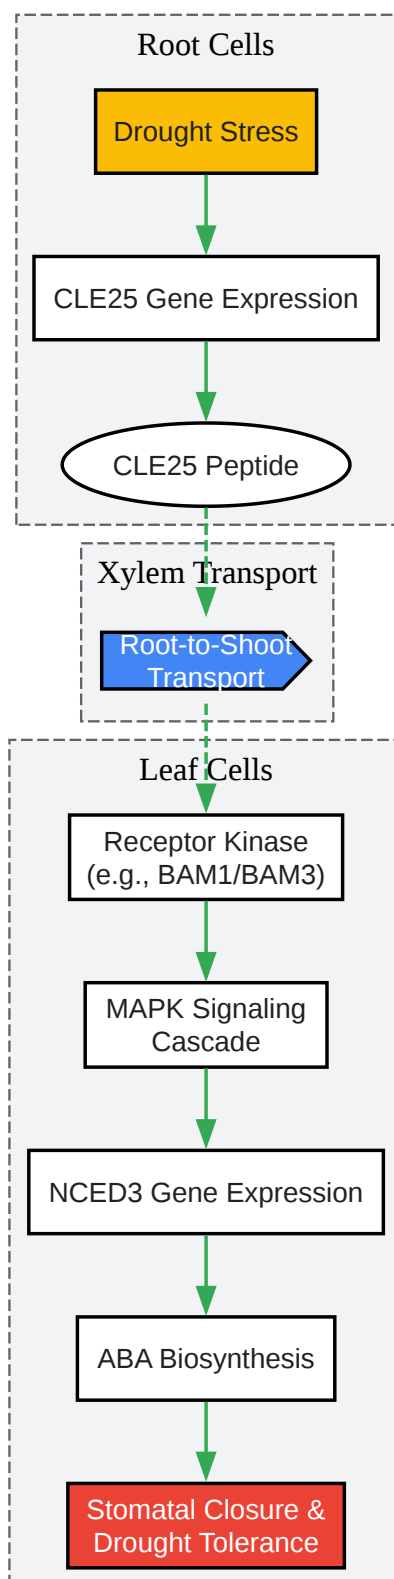 Root Cells
Drought Stress
CLE25 Gene Expression
CLE25 Peptide
Xylem Transport
Root-to-Shoot
Transport
Leaf Cells
Receptor Kinase
(e.g., BAM1/BAM3)
MAPK Signaling
Cascade
NCED3 Gene Expression
ABA Biosynthesis
Stomatal Closure &
Drought Tolerance